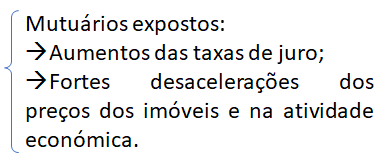 Mutuários expostos:
→Aumentos das taxas de juro;
→Fortes desacelerações dos
preços dos imóveis e na atividade
económica.